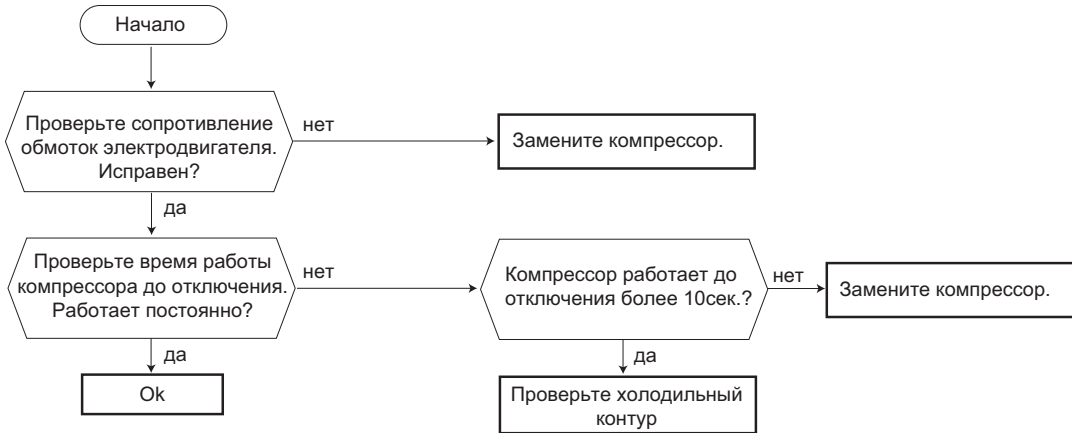 Начало
Проверьте сопротивление
обмоток электродвигателя.
Исправен?
нет
Замените компрессор.
да
Проверьте время работы
компрессора до отключения.
Работает постоянно?
нет
Компрессор работает до
отключения более 10сек.?
нет
Замените компрессор.
да
да
Ok
Проверьте холодильный
контур